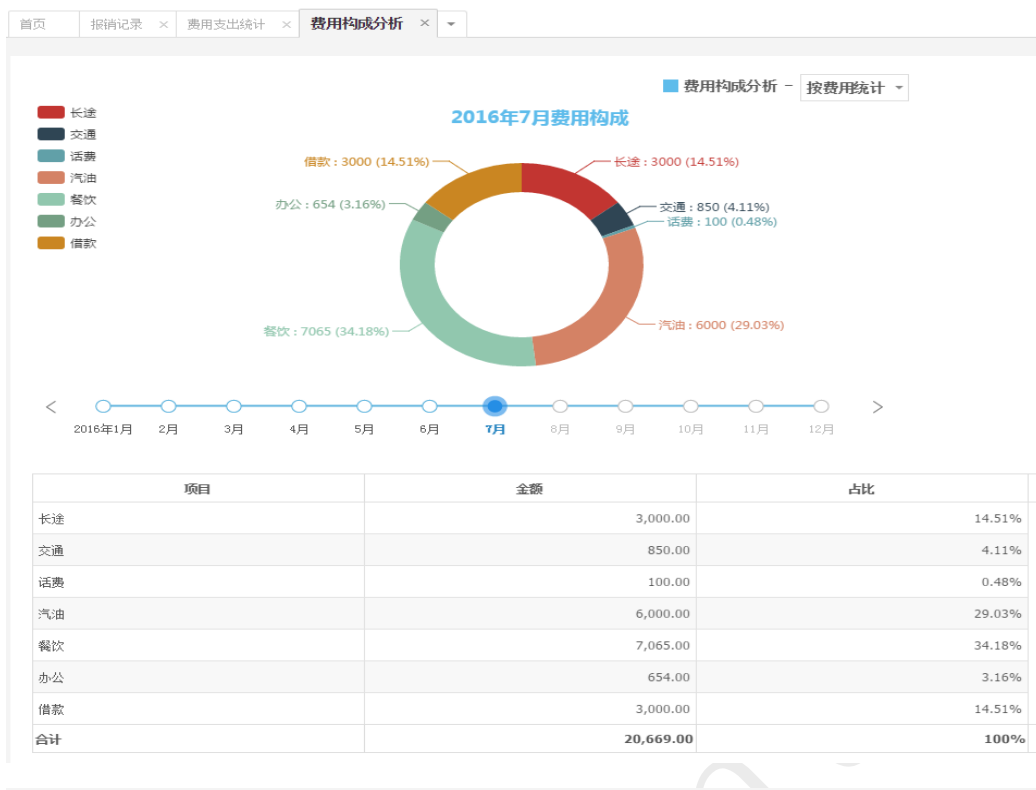 首页 报销记录 × 费用支出统计 × 费用构成分析 ×
费用构成分析 - 按费用统计
2016年7月费用构成
长途
交通
话费
汽油
餐饮
办公
借款
借款 : 3000 (14.51%)
长途 : 3000 (14.51%)
办公 : 654 (3.16%)
交通 : 850 (4.11%)
话费 : 100 (0.48%)
餐饮 : 7065 (34.18%)
汽油 : 6000 (29.03%)
< 2016年1月 2月 3月 4月 5月 6月 7月 8月 9月 10月 11月 12月 >
项目 金额 占比
长途 3,000.00 14.51%
交通 850.00 4.11%
话费 100.00 0.48%
汽油 6,000.00 29.03%
餐饮 7,065.00 34.18%
办公 654.00 3.16%
借款 3,000.00 14.51%
合计 20,669.00 100%